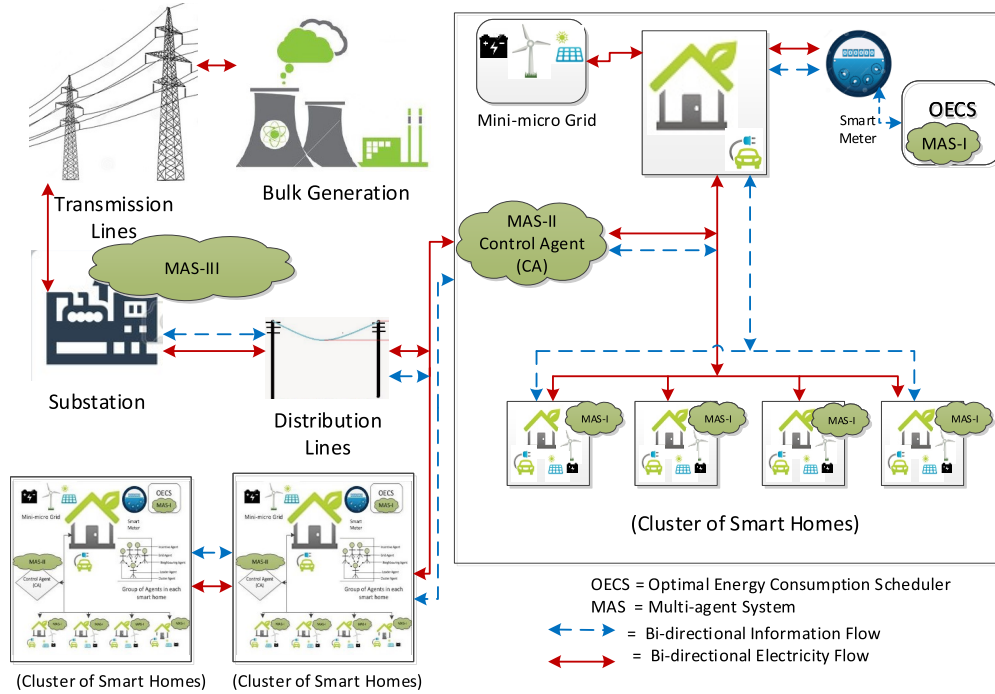 Transmission
Lines
Bulk Generation
MAS-III
Substation
Distribution
Lines
Mini-micro Grid
Smart
Meter
OECS
MAS-I
MAS-II
Control Agent
(CA)
MAS-I
MAS-I
MAS-I
MAS-I
(Cluster of Smart Homes)
Mini-micro Grid
Smart
Meter
OECS
MAS-I
MAS-II
Control Agent
(CA)
Group of Agents in each
smart home
(Cluster of Smart Homes)
Mini-micro Grid
Smart
Meter
OECS
MAS-I
MAS-II
Control Agent
(CA)
Group of Agents in each
smart home
(Cluster of Smart Homes)
OECS = Optimal Energy Consumption Scheduler
MAS = Multi-agent System
= Bi-directional Information Flow
= Bi-directional Electricity Flow